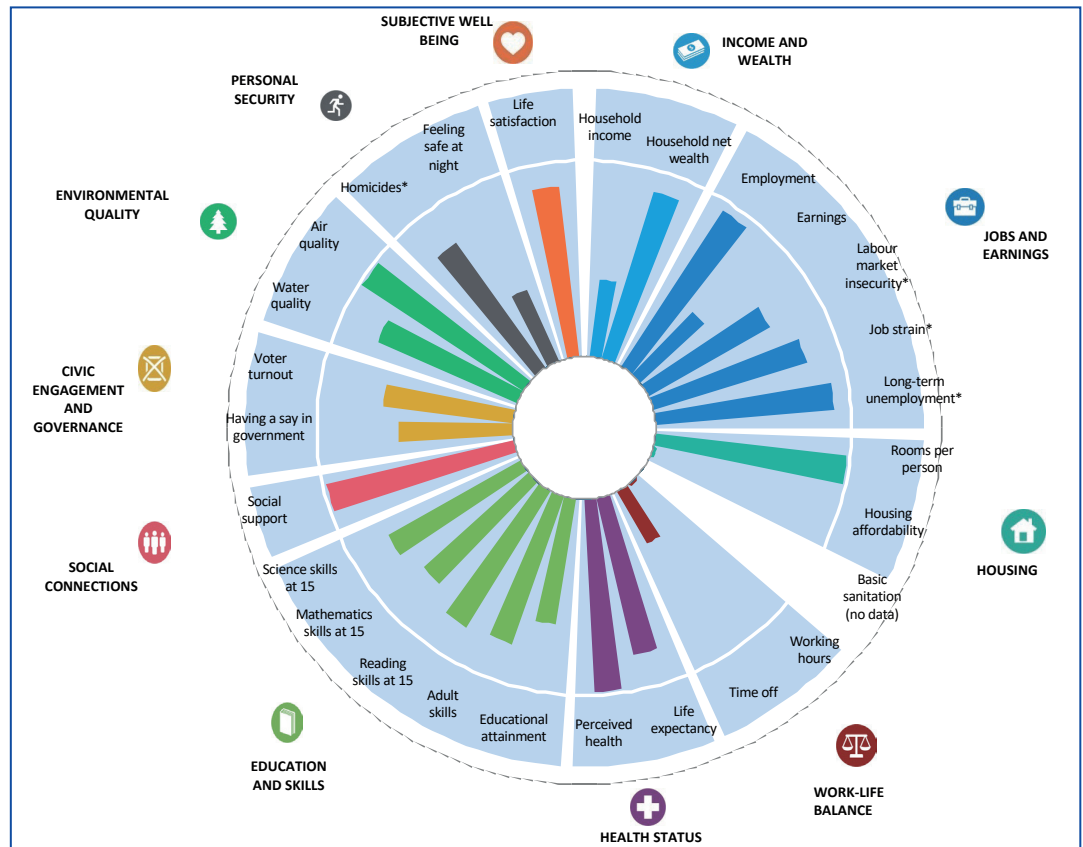 SUBJECTIVE WELL
BEING
INCOME AND
WEALTH
PERSONAL
SECURITY
Life
satisfaction
Household
income
Household net
wealth
Feeling
safe at
night
Homicides*
Employment
Earnings
Labour
market
insecurity*
Job strain*
Long-term
unemployment*
JOBS AND
EARNINGS
ENVIRONMENTAL
QUALITY
Air
quality
Water
quality
CIVIC
ENGAGEMENT
AND
GOVERNANCE
Voter
turnout
Having a say in
government
Rooms per
person
Housing
affordability
Basic
sanitation
(no data)
HOUSING
SOCIAL
CONNECTIONS
Social
support
Science skills
at 15
Mathematics
skills at 15
Reading
skills at 15
Adult
skills
Educational
attainment
Perceived
health
Life
expectancy
Time off
Working
hours
EDUCATION
AND SKILLS
HEALTH STATUS
WORK-LIFE
BALANCE